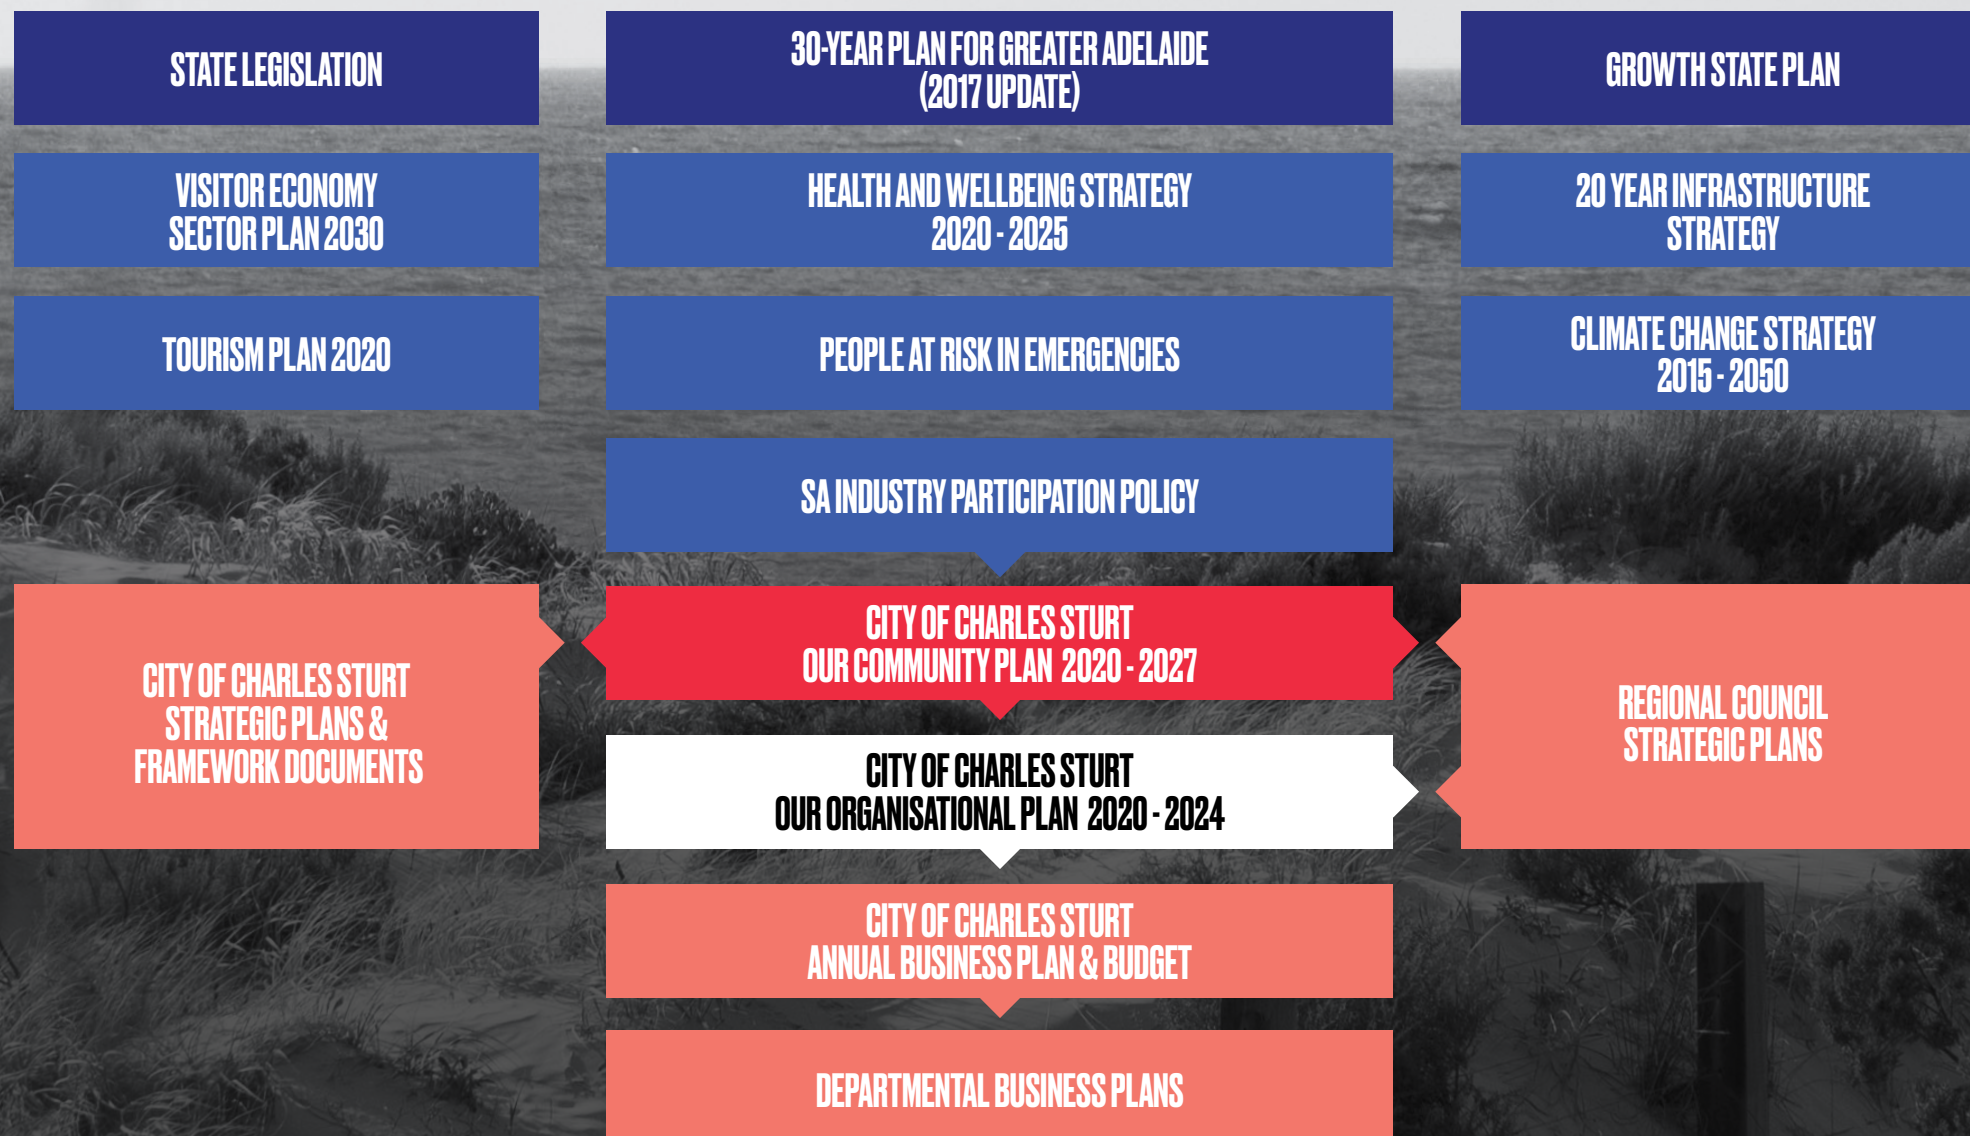 STATE LEGISLATION
30-YEAR PLAN FOR GREATER ADELAIDE
(2017 UPDATE)
GROWTH STATE PLAN
VISITOR ECONOMY
SECTOR PLAN 2030
HEALTH AND WELLBEING STRATEGY
2020 - 2025
20 YEAR INFRASTRUCTURE
STRATEGY
TOURISM PLAN 2020
PEOPLE AT RISK IN EMERGENCIES
CLIMATE CHANGE STRATEGY
2015 - 2050
SA INDUSTRY PARTICIPATION POLICY
CITY OF CHARLES STURT
STRATEGIC PLANS &
FRAMEWORK DOCUMENTS
CITY OF CHARLES STURT
OUR COMMUNITY PLAN 2020 - 2027
REGIONAL COUNCIL
STRATEGIC PLANS
CITY OF CHARLES STURT
OUR ORGANISATIONAL PLAN 2020 - 2024
CITY OF CHARLES STURT
ANNUAL BUSINESS PLAN & BUDGET
DEPARTMENTAL BUSINESS PLANS